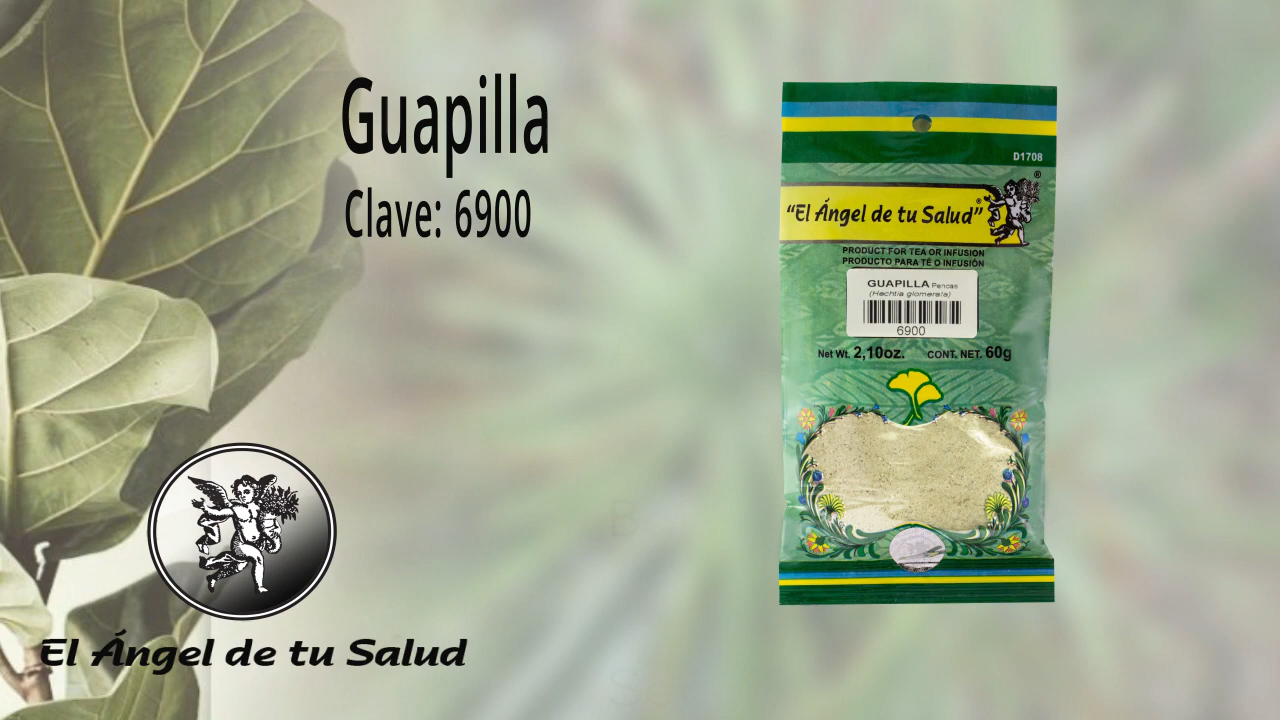 Guapilla
Clave: 6900
D1708
®
"El Ángel de tu Salud"®
PRODUCT FOR TEA OR INFUSION
PRODUCTO PARA TÉ O INFUSIÓN
GUAPILLA Pencas
(Hechtia glomerata)
6900
Net Wt. 2,10oz. CONT. NET. 60g
El Ángel de tu Salud